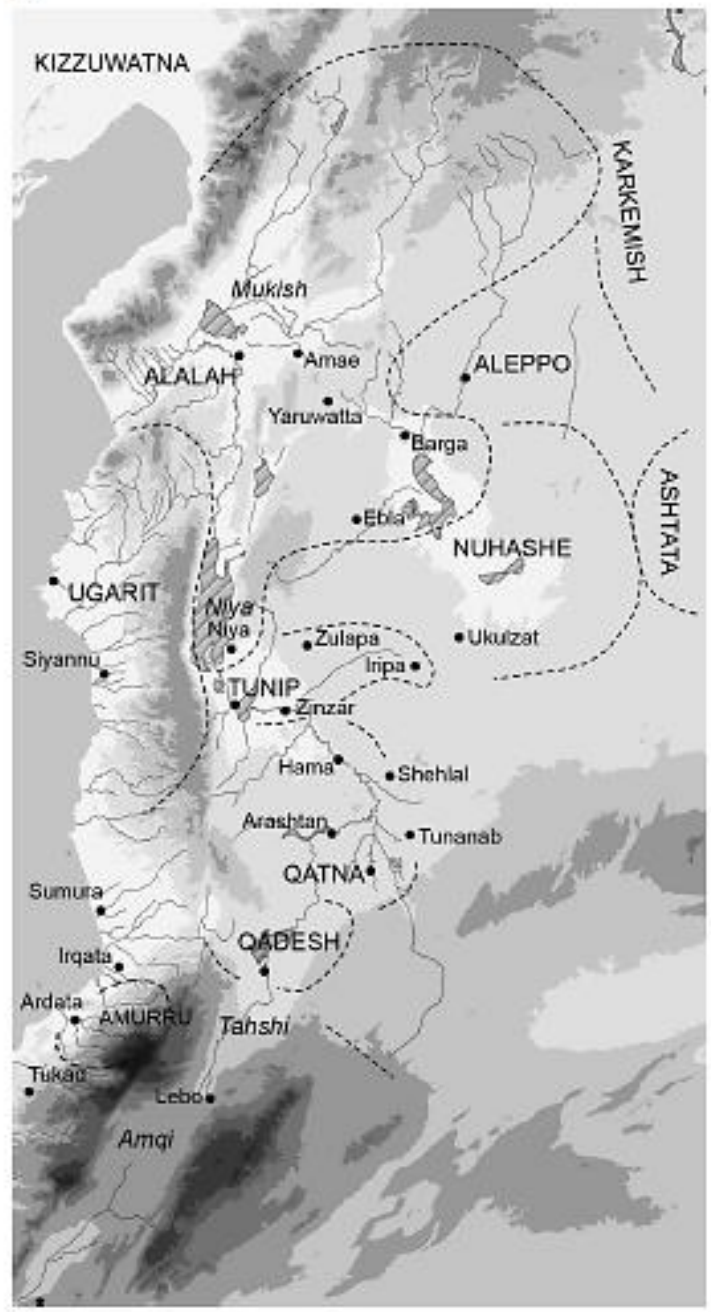 KIZZUWATNA
KARKEMISH
Mukish
ALALAH
Amae
ALEPPO
Yaruwatta
Barga
Ebla
NUHASHE
ASHTATA
UGARIT
Niya
Niya
Zulapa
Ukulzat
Siyannu
Iripa
TUNIP
Zinzar
Hama
Shehlal
Arashtan
Tunanab
QATNA
Sumura
QADESH
Irqata
Ardata
AMURRU
Tahshi
Tukad
Lebo
Amqi